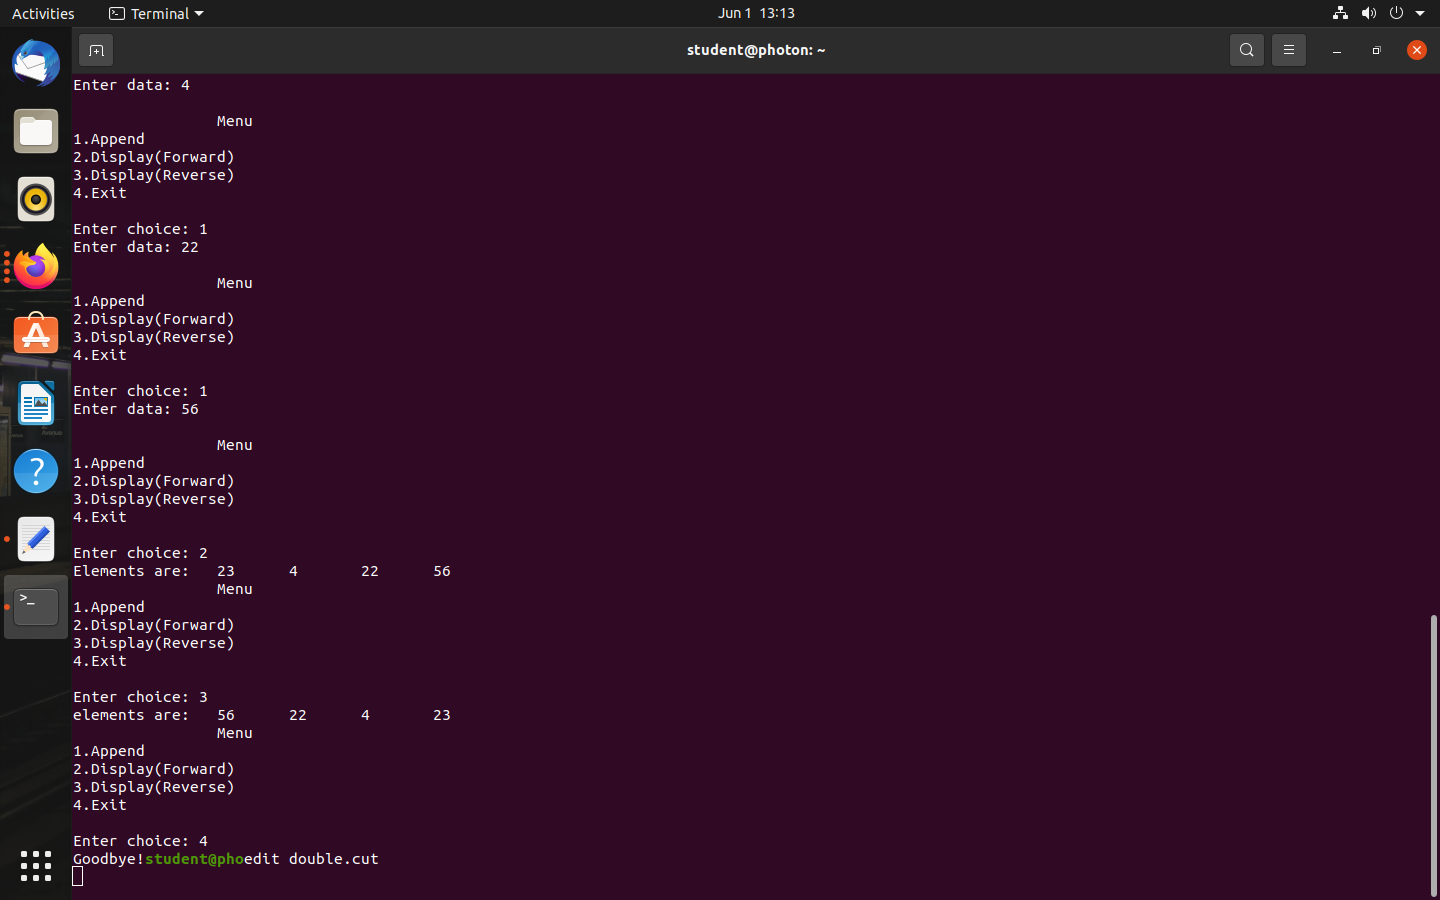 Activities Terminal Jun 1 13:13
student@photon: ~
Enter data: 4
Menu
1.Append
2.Display(Forward)
3.Display(Reverse)
4.Exit
Enter choice: 1
Enter data: 22
Menu
1.Append
2.Display(Forward)
3.Display(Reverse)
4.Exit
Enter choice: 1
Enter data: 56
Menu
1.Append
2.Display(Forward)
3.Display(Reverse)
4.Exit
Enter choice: 2
Elements are: 23 4 22 56
Menu
1.Append
2.Display(Forward)
3.Display(Reverse)
4.Exit
Enter choice: 3
elements are: 56 22 4 23
Menu
1.Append
2.Display(Forward)
3.Display(Reverse)
4.Exit
Enter choice: 4
Goodbye!student@phoedit double.cut